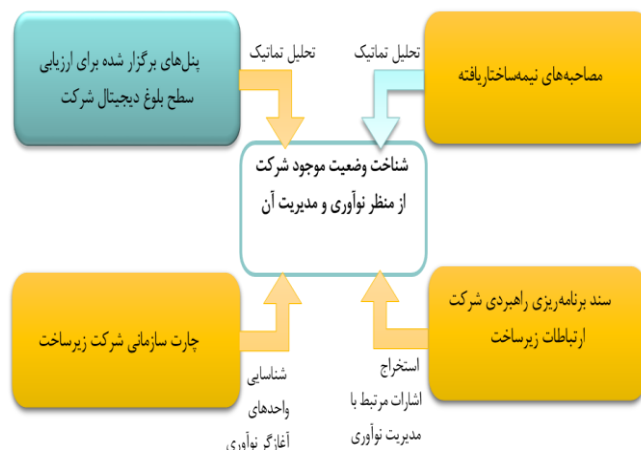 مصاحبه‌های نیمه‌ساختاریافته
تحلیل تماتیک
تحلیل تماتیک
پنل‌های برگزار شده برای ارزیابی
سطح بلوغ دیجیتال شرکت
شناخت وضعیت موجود شرکت
از منظر نوآوری و مدیریت آن
سند برنامه‌ریزی راهبردی شرکت
ارتباطات زیرساخت
استخراج
اشارات مرتبط با
مدیریت نوآوری
شناسایی
واحدهای
آغازگر نوآوری
چارت سازمانی شرکت زیرساخت